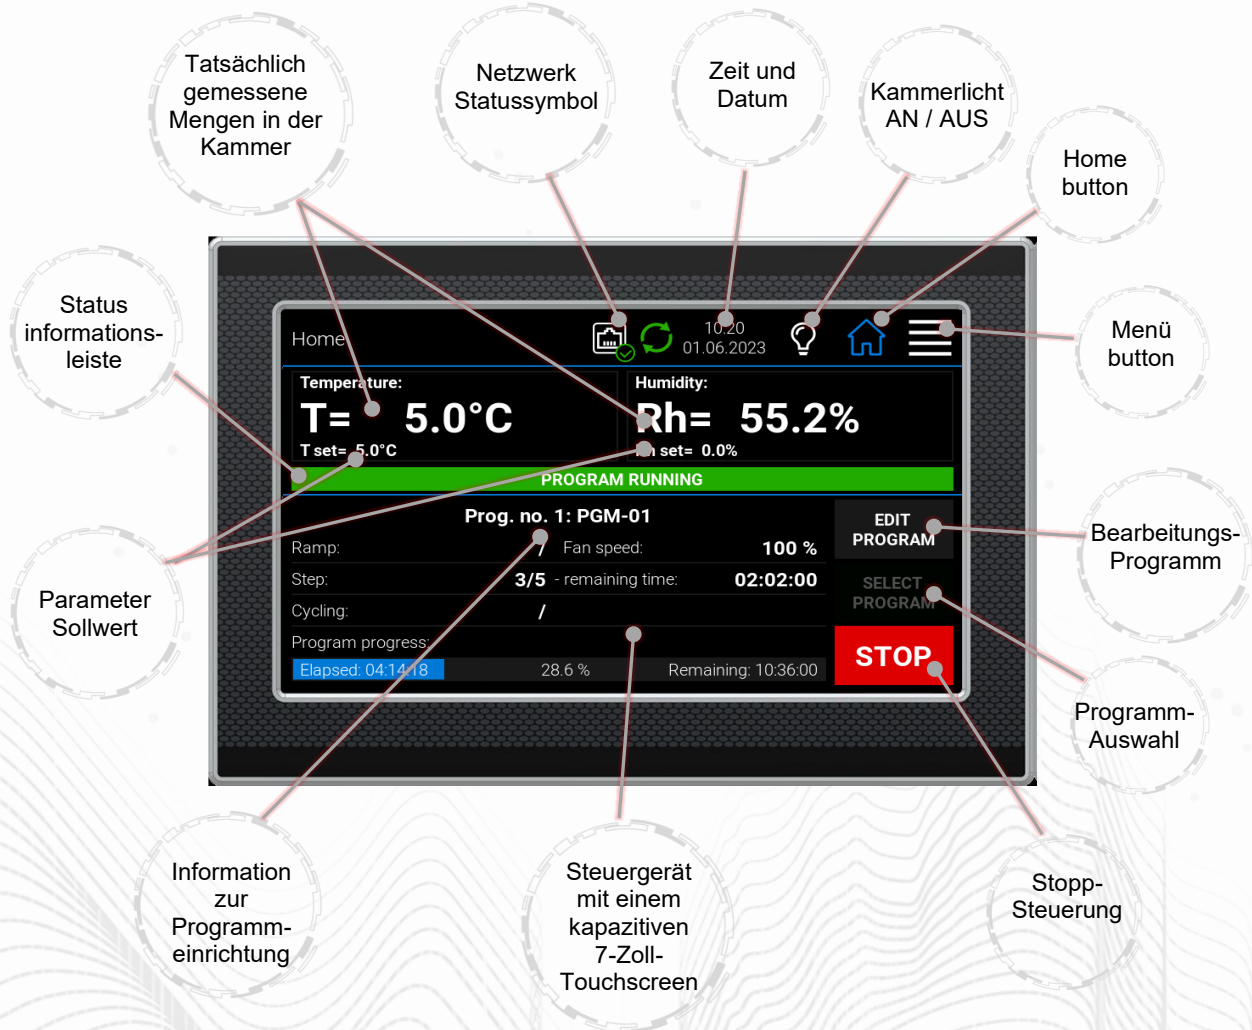 Tatsächlich
gemessene
Mengen in der
Kammer
Netzwerk
Statussymbol
Zeit und
Datum
Kammerlicht
AN / AUS
Home
button
Status
informations-
leiste
Menü
button
Home
10:20
01.06.2023
Temperature:
T= 5.0°C
T set= 5.0°C
Humidity:
Rh= 55.2%
Rh set= 0.0%
PROGRAM RUNNING
Prog. no. 1: PGM-01
Ramp: / Fan speed: 100 %
Step: 3/5 - remaining time: 02:02:00
Cycling: /
Program progress:
Elapsed: 04:14:18 28.6 % Remaining: 10:36:00
EDIT
PROGRAM
SELECT
PROGRAM
STOP
Parameter
Sollwert
Bearbeitungs-
Programm
Programm-
Auswahl
Information
zur
Programm-
einrichtung
Steuergerät
mit einem
kapazitiven
7-Zoll-
Touchscreen
Stopp-
Steuerung